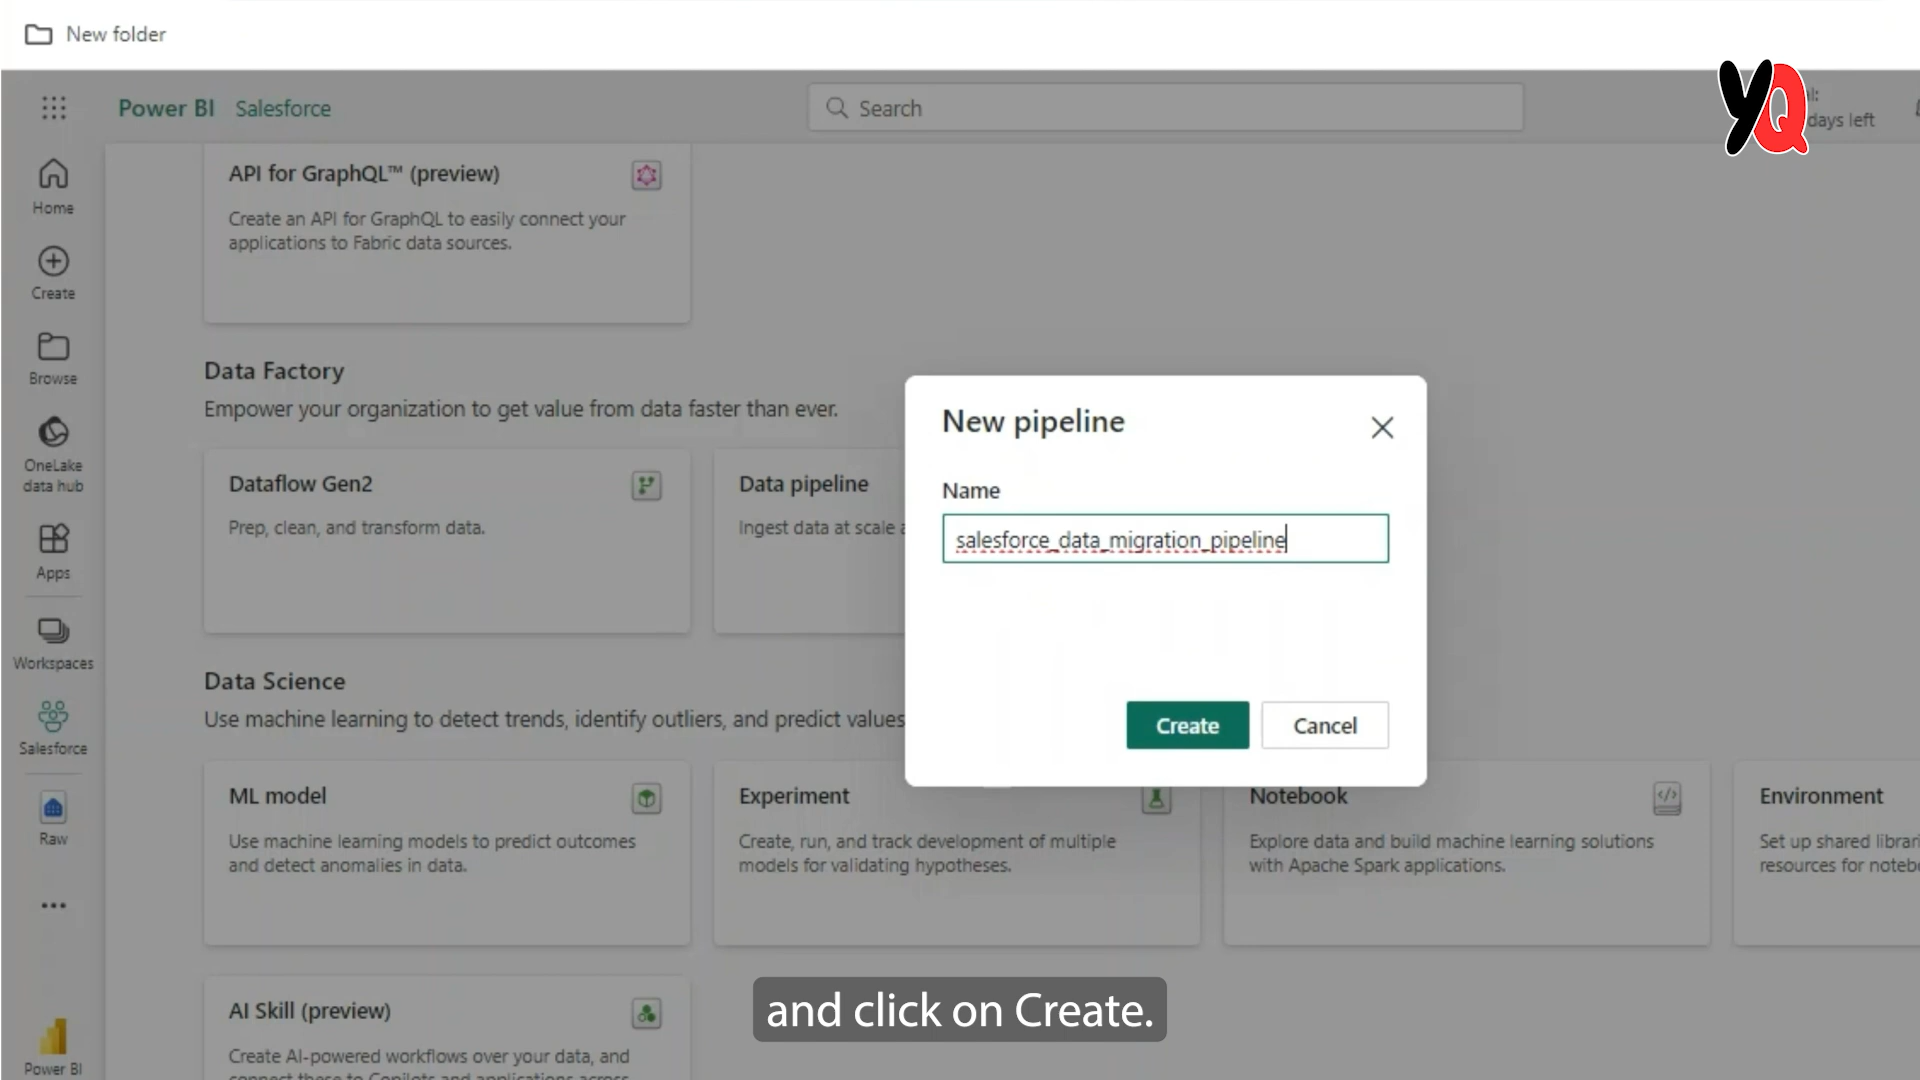 New folder
Power BI Salesforce
Search
days left
YQ
Home
Create
Browse
OneLake
data hub
Apps
Workspaces
Salesforce
Raw
Power BI
API for GraphQL™ (preview)
Create an API for GraphQL to easily connect your
applications to Fabric data sources.
Data Factory
Empower your organization to get value from data faster than ever.
Dataflow Gen2
Prep, clean, and transform data.
Data pipeline
Ingest data at scale
New pipeline
Name
salesforce_data_migration_pipeline
Create
Cancel
Data Science
Use machine learning to detect trends, identify outliers, and predict values
ML model
Use machine learning models to predict outcomes
and detect anomalies in data.
Experiment
Create, run, and track development of multiple
models for validating hypotheses.
Notebook
Explore data and build machine learning solutions
with Apache Spark applications.
Environment
Set up shared
resources for
AI Skill (preview)
Create AI-powered workflows over your data, and
and click on Create.